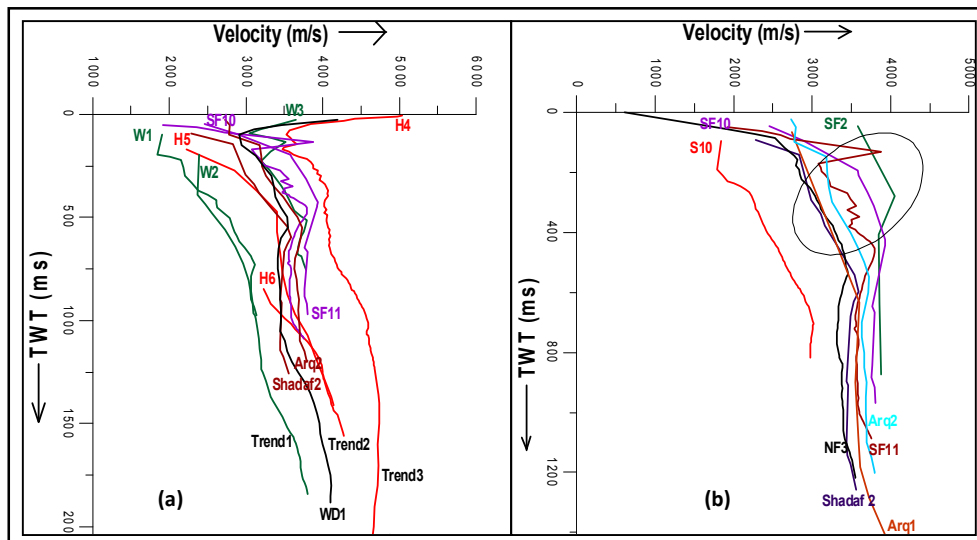 Velocity (m/s)
1000 2000 3000 4000 5000 6000
TWT (ms)
0
500
1000
1500
200
W3
SF10
H4
W1
H5
W2
H6
SF11
Arq2
Shadaf2
Trend1
Trend2
Trend3
WD1
(a)
Velocity (m/s)
0 1000 2000 3000 4000 5000
TWT (ms)
0
400
800
1200
SF10
SF2
S10
Arq2
NF3
SF11
Shadaf 2
Arq1
(b)